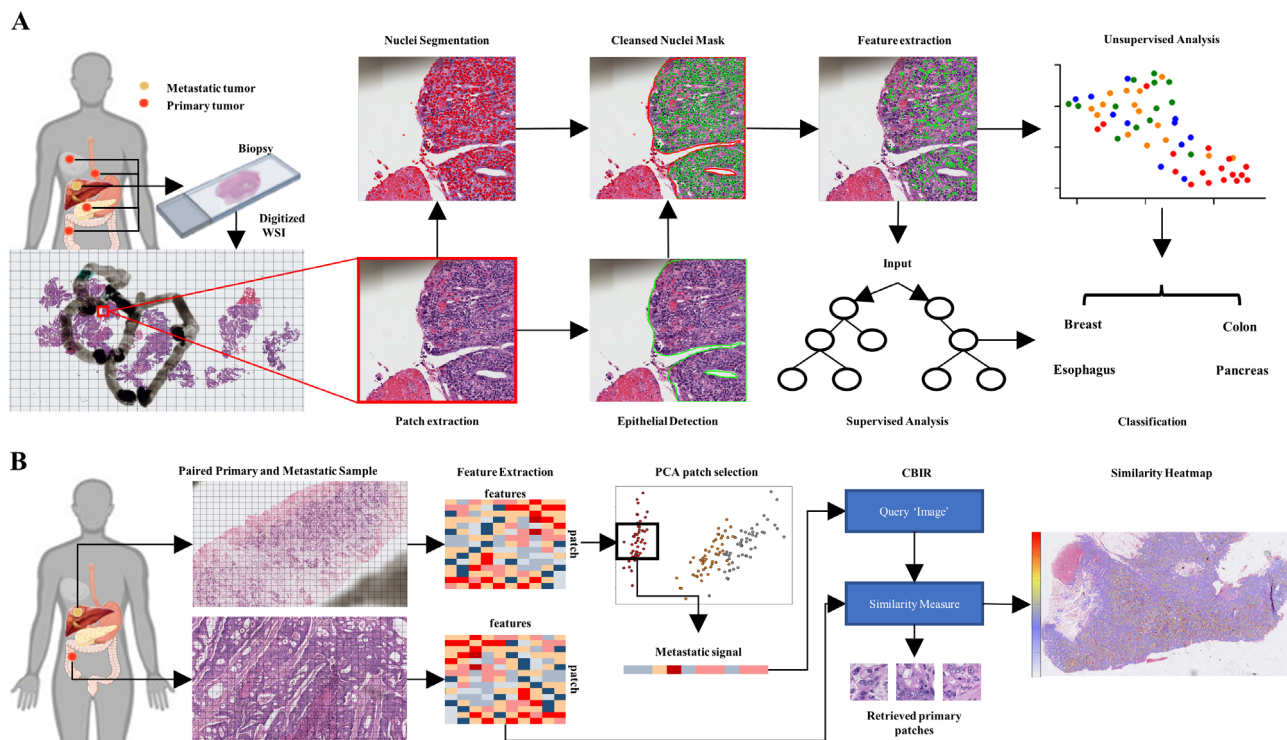 A
Nuclei Segmentation
Cleansed Nuclei Mask
Feature extraction
Unsupervised Analysis
Metastatic tumor
Primary tumor
Biopsy
Digitized
WSI
Input
Breast
Colon
Esophagus
Pancreas
Patch extraction
Epithelial Detection
Supervised Analysis
Classification
B
Paired Primary and Metastatic Sample
Feature Extraction
PCA patch selection
CBIR
Similarity Heatmap
features
patch
Query ‘Image’
Similarity Measure
features
patch
Metastatic signal
Retrieved primary
patches